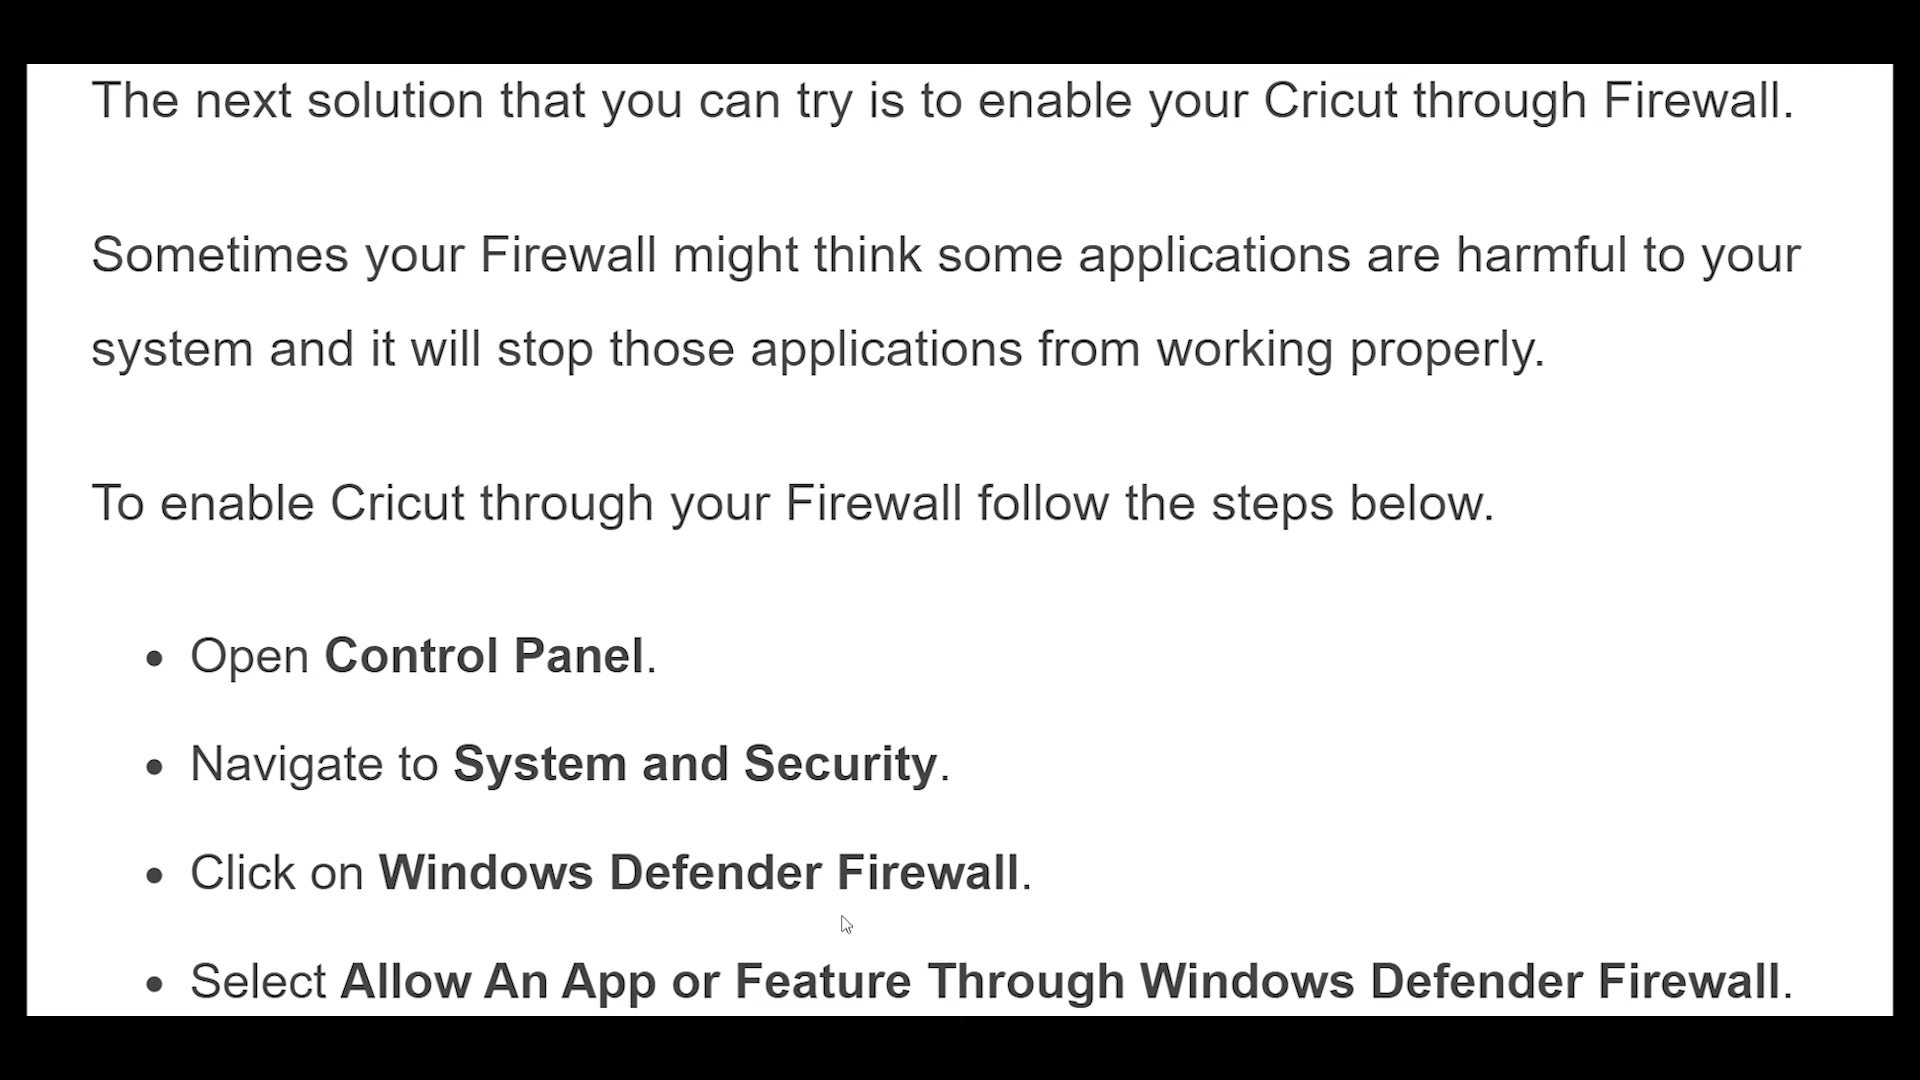 The next solution that you can try is to enable your Cricut through Firewall.
Sometimes your Firewall might think some applications are harmful to your
system and it will stop those applications from working properly.
To enable Cricut through your Firewall follow the steps below.
• Open Control Panel.
• Navigate to System and Security.
• Click on Windows Defender Firewall.
• Select Allow An App or Feature Through Windows Defender Firewall.